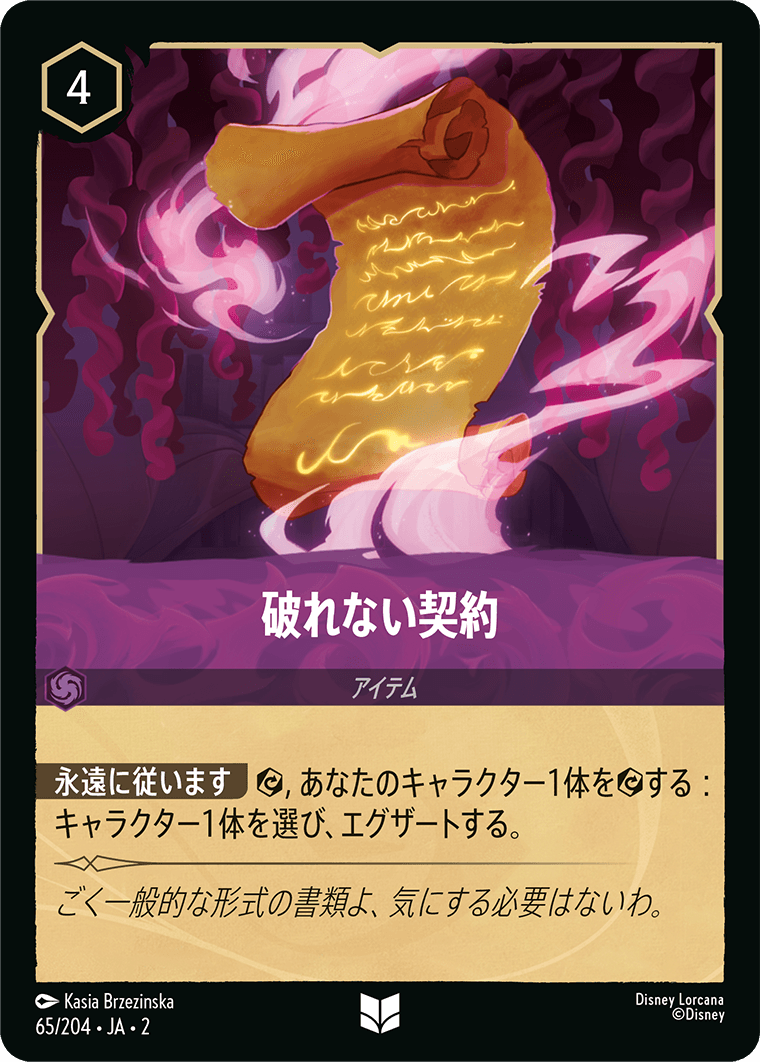 4
破れない契約
アイテム
永遠に従います , あなたのキャラクター1体をする：
キャラクター1体を選び、エグザートする。
ごく一般的な形式の書類よ、気にする必要はないわ。
Kasia Brzezinska
65/204 • JA • 2
Disney Lorcana
©Disney